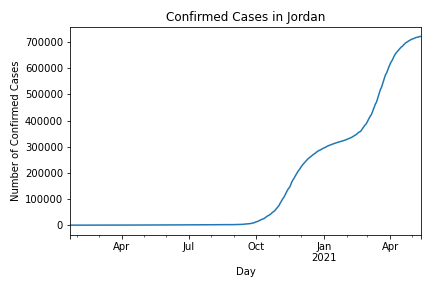 Confirmed Cases in Jordan
Number of Confirmed Cases
700000
600000
500000
400000
300000
200000
100000
0
Apr Jul Oct Jan Apr
2021
Day